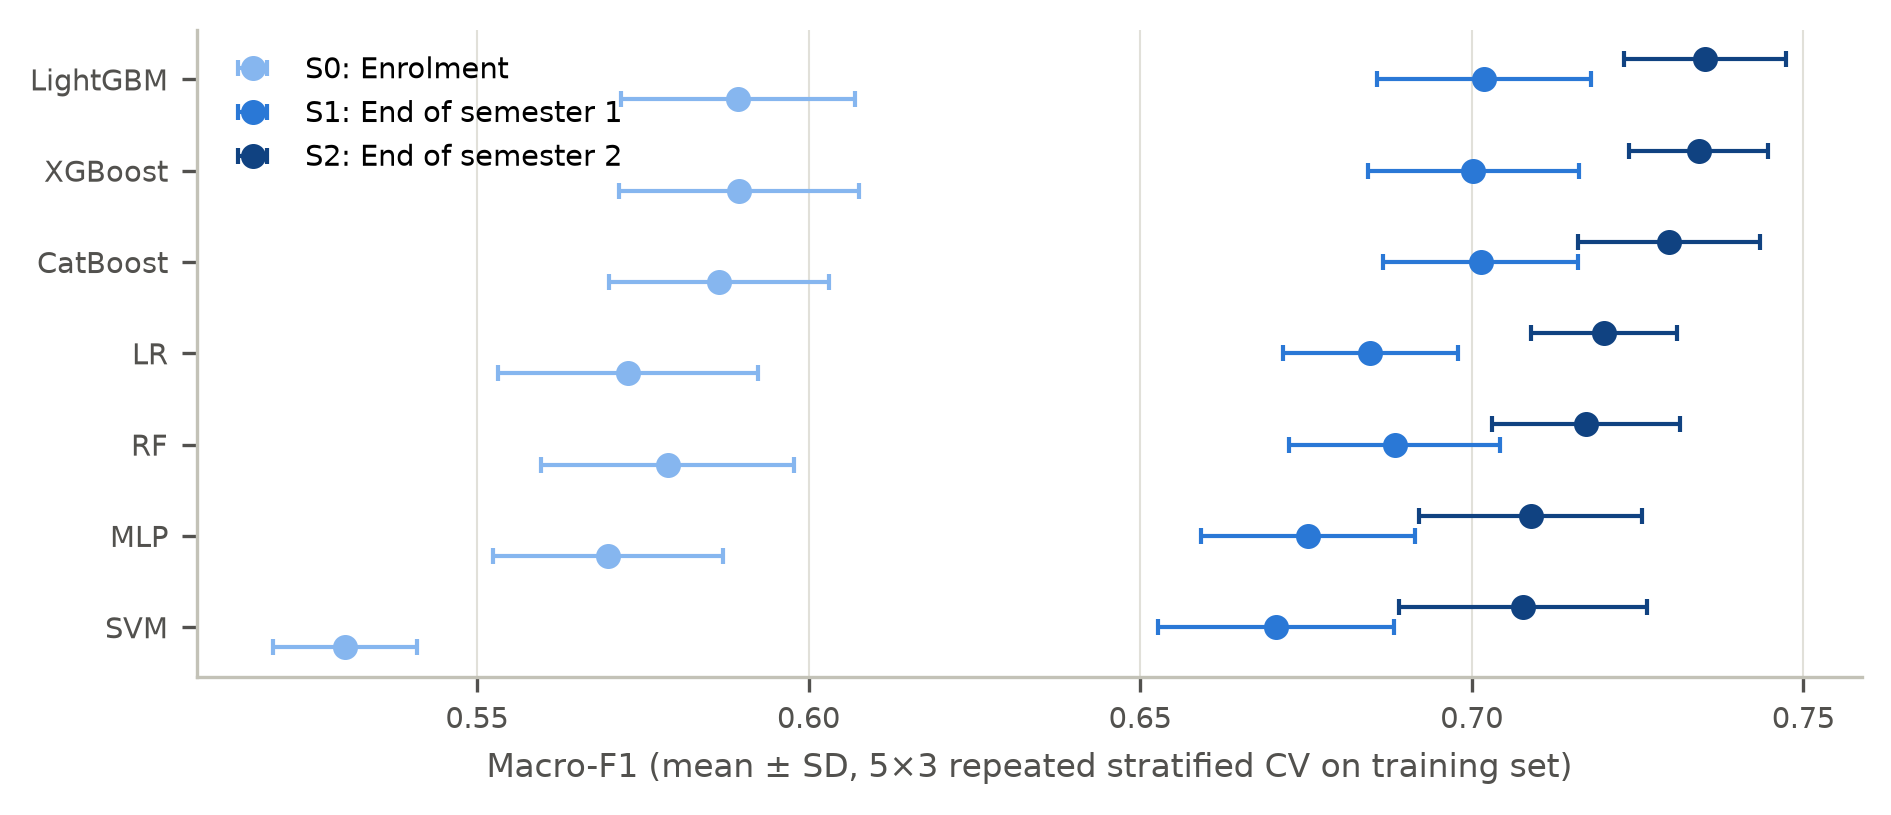 S0: Enrolment
S1: End of semester 1
S2: End of semester 2
LightGBM
XGBoost
CatBoost
LR
RF
MLP
SVM
0.55 0.60 0.65 0.70 0.75
Macro-F1 (mean ± SD, 5×3 repeated stratified CV on training set)